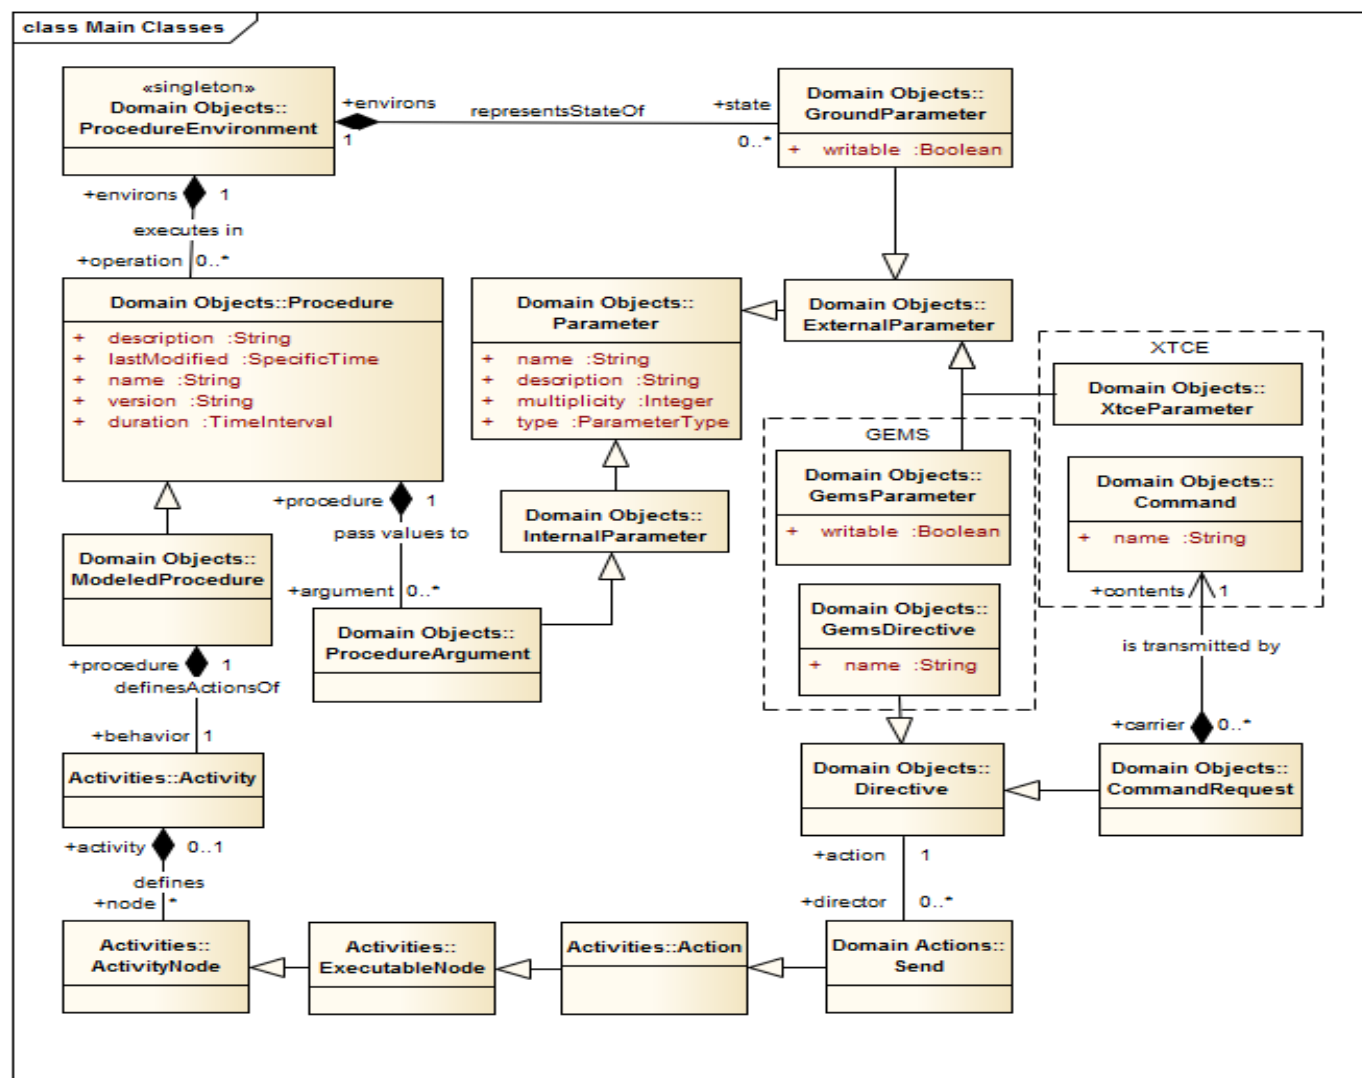 class Main Classes
«singleton»
Domain Objects::
ProcedureEnvironment
+environs
1
representsStateOf
+state
0..*
Domain Objects::
GroundParameter
+ writable :Boolean
+environs 1
executes in
+operation 0..*
Domain Objects::Procedure
+ description :String
+ lastModified :SpecificTime
+ name :String
+ version :String
+ duration :TimeInterval
Domain Objects::
Parameter
+ name :String
+ description :String
+ multiplicity :Integer
+ type :ParameterType
Domain Objects::
ExternalParameter
XTCE
Domain Objects::
XtceParameter
GEMS
Domain Objects::
GemsParameter
+ writable :Boolean
Domain Objects::
Command
+ name :String
+procedure 1
pass values to
+argument 0..*
Domain Objects::
InternalParameter
Domain Objects::
ModeledProcedure
Domain Objects::
ProcedureArgument
Domain Objects::
GemsDirective
+ name :String
+contents 1
is transmitted by
+carrier 0..*
+procedure 1
definesActionsOf
+behavior 1
Activities::Activity
Domain Objects::
Directive
Domain Objects::
CommandRequest
+activity 0..1
defines
+node *
+action 1
+director 0..*
Activities::
ActivityNode
Activities::
ExecutableNode
Activities::Action
Domain Actions::
Send